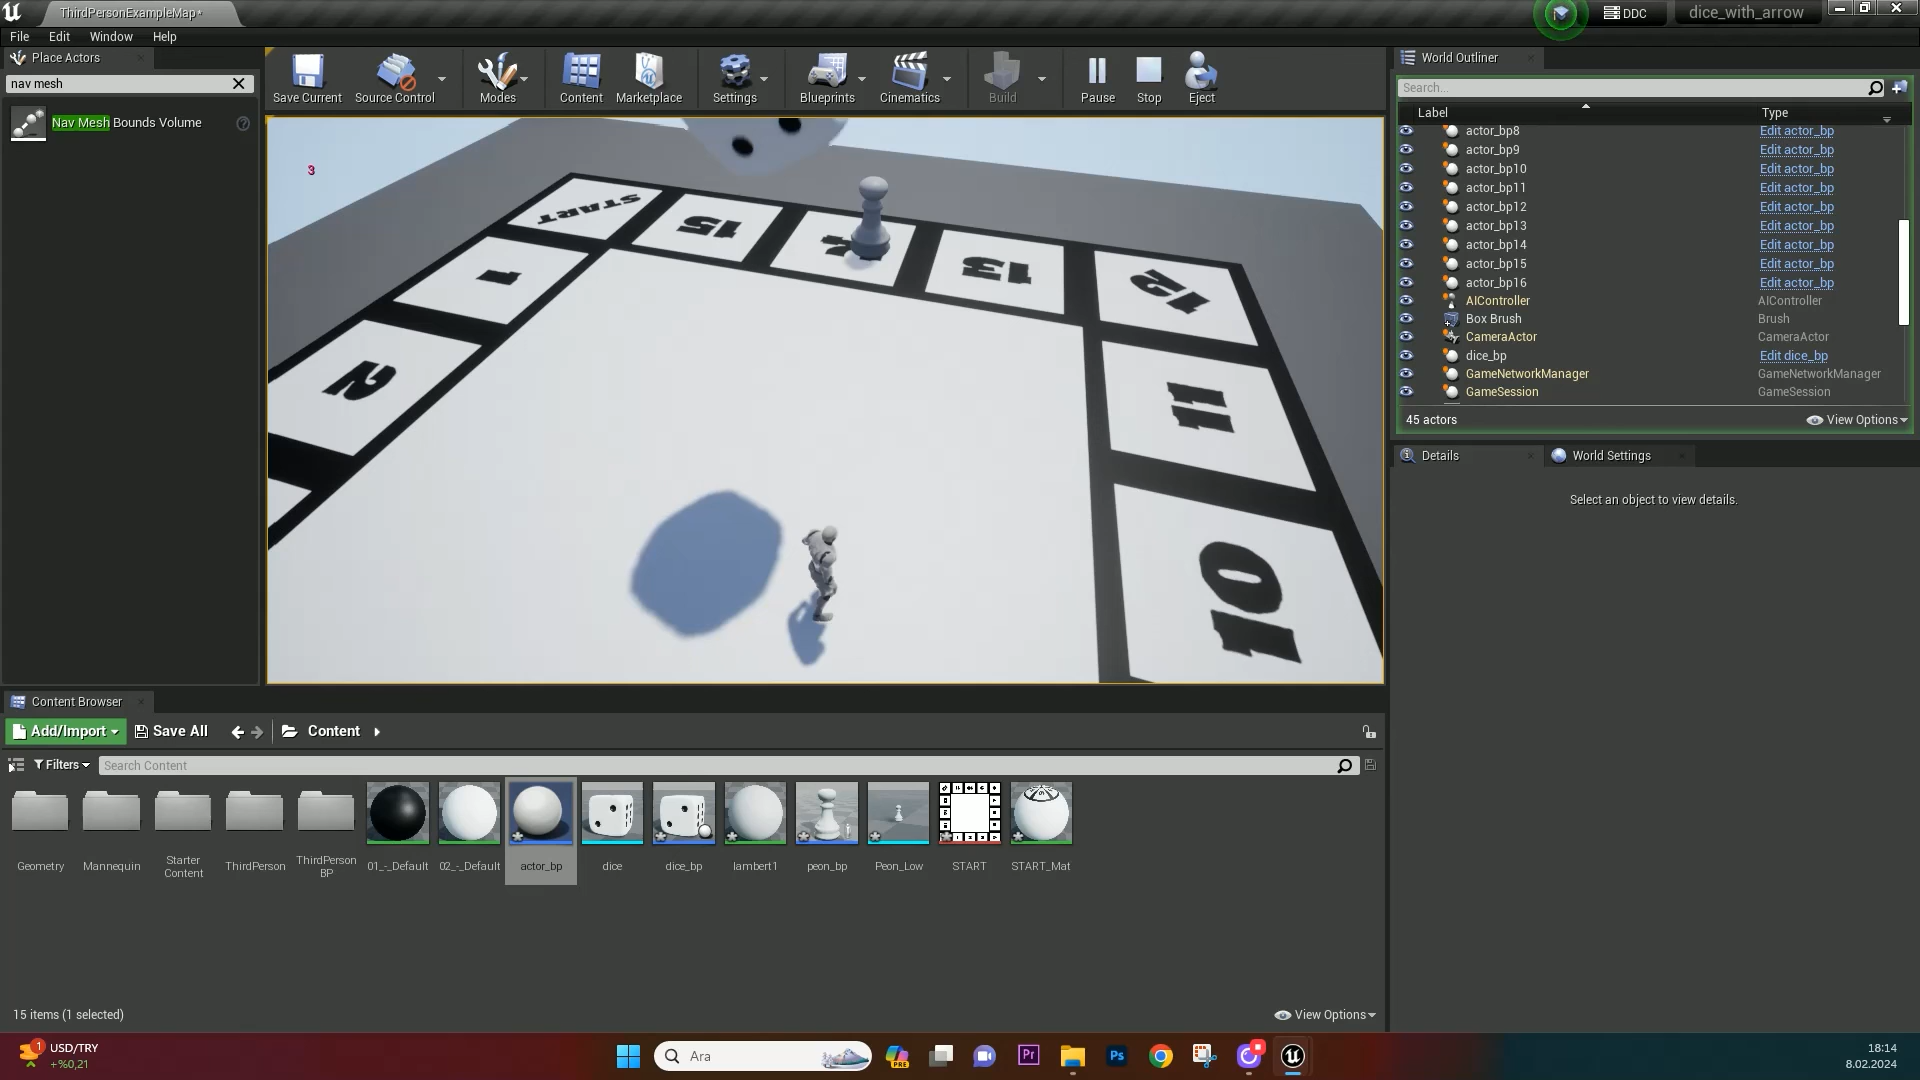 ThirdPersonExampleMap*
DDC
dice_with_arrow
File
Edit
Window
Help
Place Actors
nav mesh
Nav Mesh Bounds Volume
Save Current
Source Control
Modes
Content
Marketplace
Settings
Blueprints
Cinematics
Build
Pause
Stop
Eject
3
START
15
13
12
1
2
11
10
World Outliner
Search...
Label
Type
actor_bp8
Edit actor_bp
actor_bp9
Edit actor_bp
actor_bp10
Edit actor_bp
actor_bp11
Edit actor_bp
actor_bp12
Edit actor_bp
actor_bp13
Edit actor_bp
actor_bp14
Edit actor_bp
actor_bp15
Edit actor_bp
actor_bp16
Edit actor_bp
AIController
AIController
Box Brush
Brush
CameraActor
CameraActor
dice_bp
Edit dice_bp
GameNetworkManager
GameNetworkManager
GameSession
GameSession
45 actors
View Options
Details
World Settings
Select an object to view details.
Content Browser
Add/Import
Save All
Content
Filters
Search Content
Geometry
Mannequin
Starter
Content
ThirdPerson
ThirdPerson
BP
01_-_Default
02_-_Default
actor_bp
dice
dice_bp
lambert1
peon_bp
Peon_Low
START
START_Mat
15 items (1 selected)
View Options
1
USD/TRY
+%0,21
Ara
PRE
Pr
Ps
18:14
8.02.2024